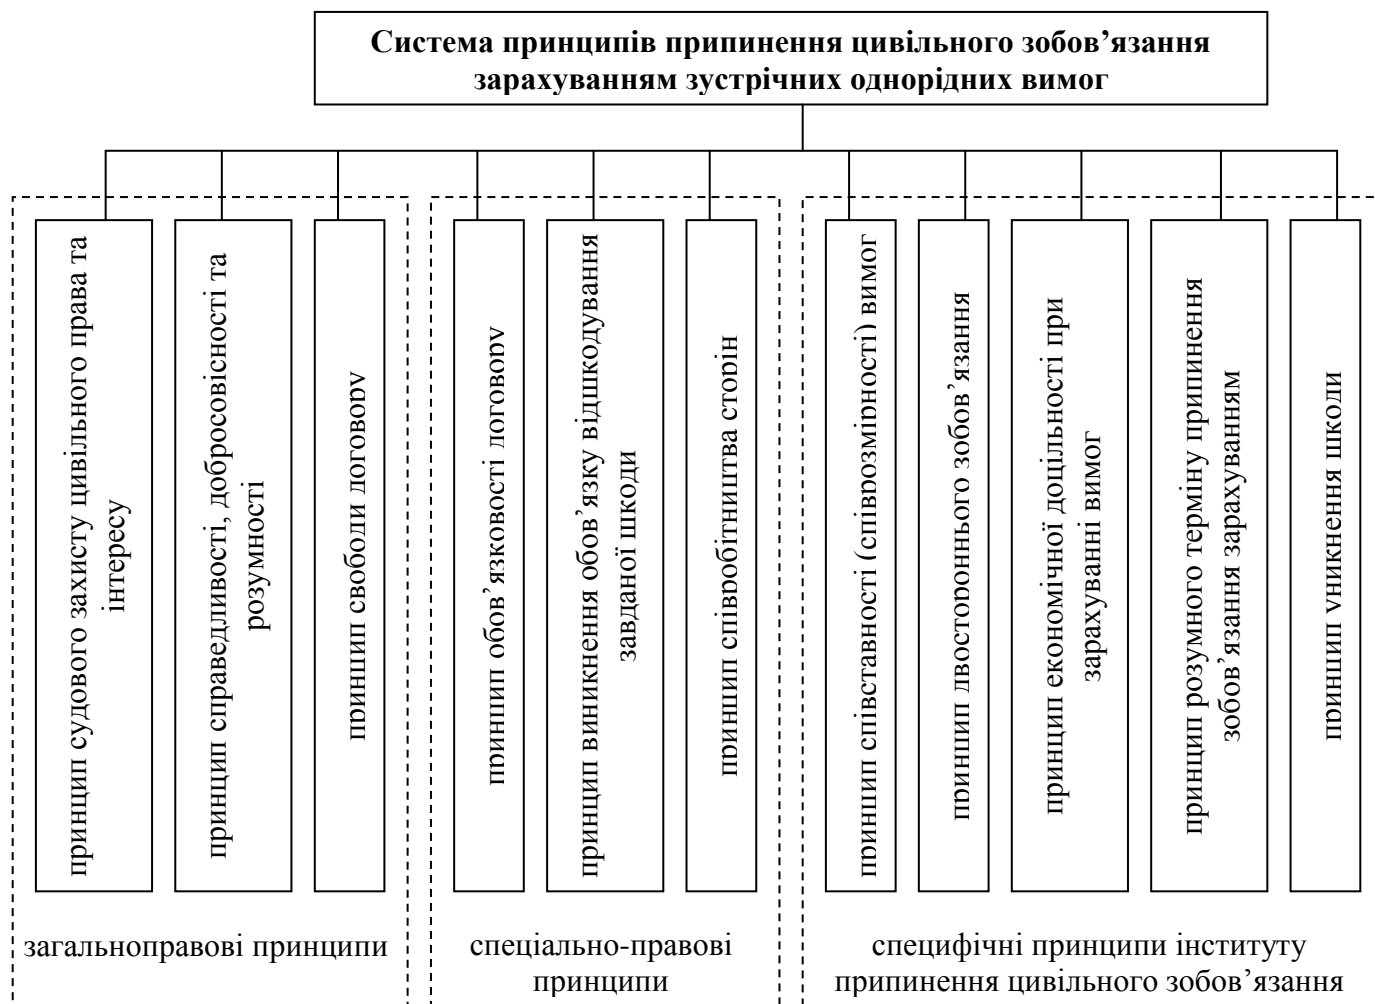 Система принципів припинення цивільного зобов’язання
зарахуванням зустрічних однорідних вимог
принцип судового захисту цивільного права та
інтересу
принцип справедливості, добросовісності та
розумності
принцип свободи договору
принцип обов’язковості договору
принцип виникнення обов’язку відшкодування
завданої шкоди
принцип співробітництва сторін
принцип співставності (співрозмірності) вимог
принцип двостороннього зобов’язання
принцип економічної доцільності при
зарахуванні вимог
принцип розумного терміну припинення
зобов’язання зарахуванням
принцип уникнення шкоди
загальноправові принципи
спеціально-правові
принципи
специфічні принципи інституту
припинення цивільного зобов’язання